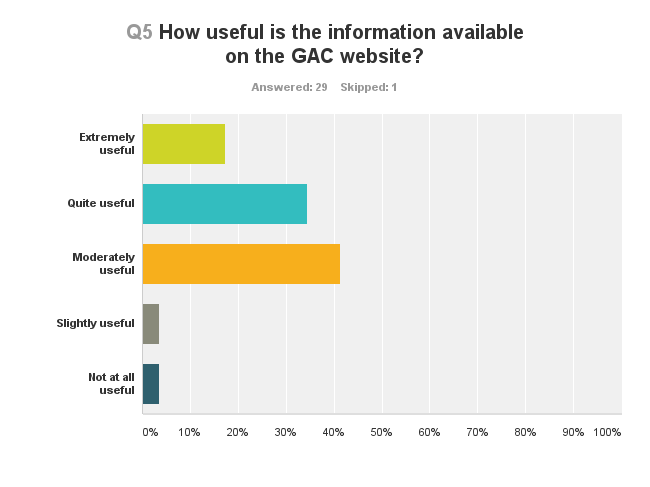 Q5 How useful is the information available
on the GAC website?
Answered: 29 Skipped: 1
Extremely
useful
Quite useful
Moderately
useful
Slightly useful
Not at all
useful
0% 10% 20% 30% 40% 50% 60% 70% 80% 90% 100%